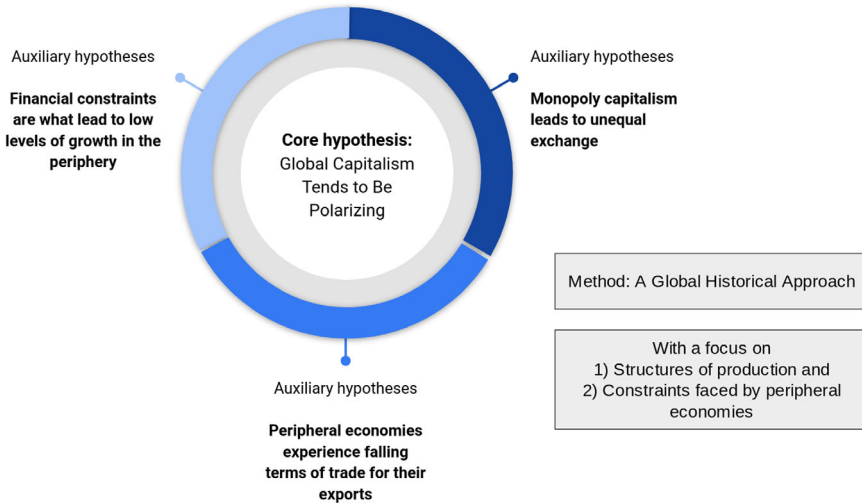 Auxiliary hypotheses
Financial constraints
are what lead to low
levels of growth in the
periphery
Core hypothesis:
Global Capitalism
Tends to Be
Polarizing
Auxiliary hypotheses
Monopoly capitalism
leads to unequal
exchange
Method: A Global Historical Approach
With a focus on
1) Structures of production and
2) Constraints faced by peripheral
economies
Auxiliary hypotheses
Peripheral economies
experience falling
terms of trade for their
exports